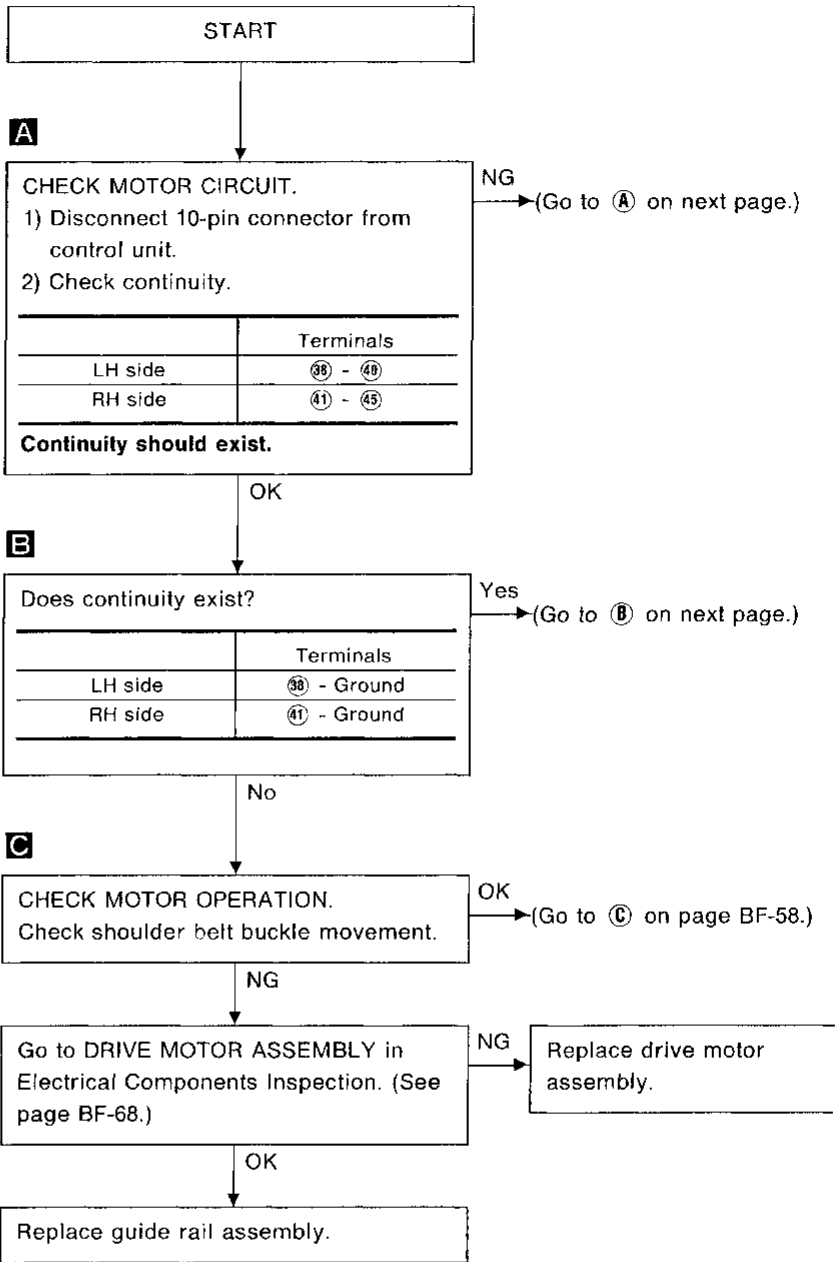 START
A
CHECK MOTOR CIRCUIT.
1) Disconnect 10-pin connector from
control unit.
2) Check continuity.
Terminals
LH side 38 - 40
RH side 41 - 45
Continuity should exist.
NG
(Go to A on next page.)
OK
B
Does continuity exist?
Terminals
LH side 38 - Ground
RH side 41 - Ground
Yes
(Go to B on next page.)
No
C
CHECK MOTOR OPERATION.
Check shoulder belt buckle movement.
OK
(Go to C on page BF-58.)
NG
Go to DRIVE MOTOR ASSEMBLY in
Electrical Components Inspection. (See
page BF-68.)
NG
Replace drive motor
assembly.
OK
Replace guide rail assembly.